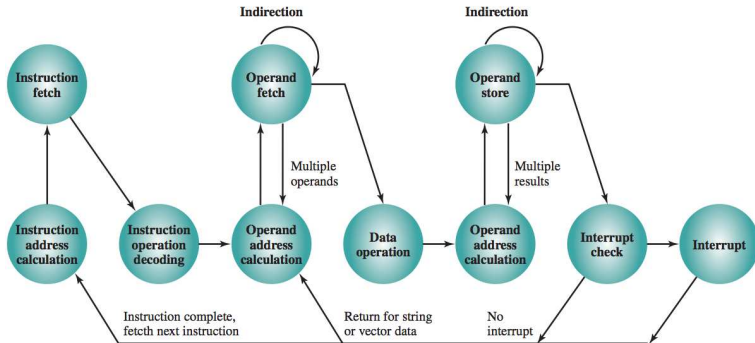 Indirection
Indirection
Instruction
fetch
Operand
fetch
Operand
store
Multiple
operands
Multiple
results
Instruction
address
calculation
Instruction
operation
decoding
Operand
address
calculation
Data
operation
Operand
address
calculation
Interrupt
check
Interrupt
Instruction complete,
fetcth next instruction
Return for string
or vector data
No
interrupt